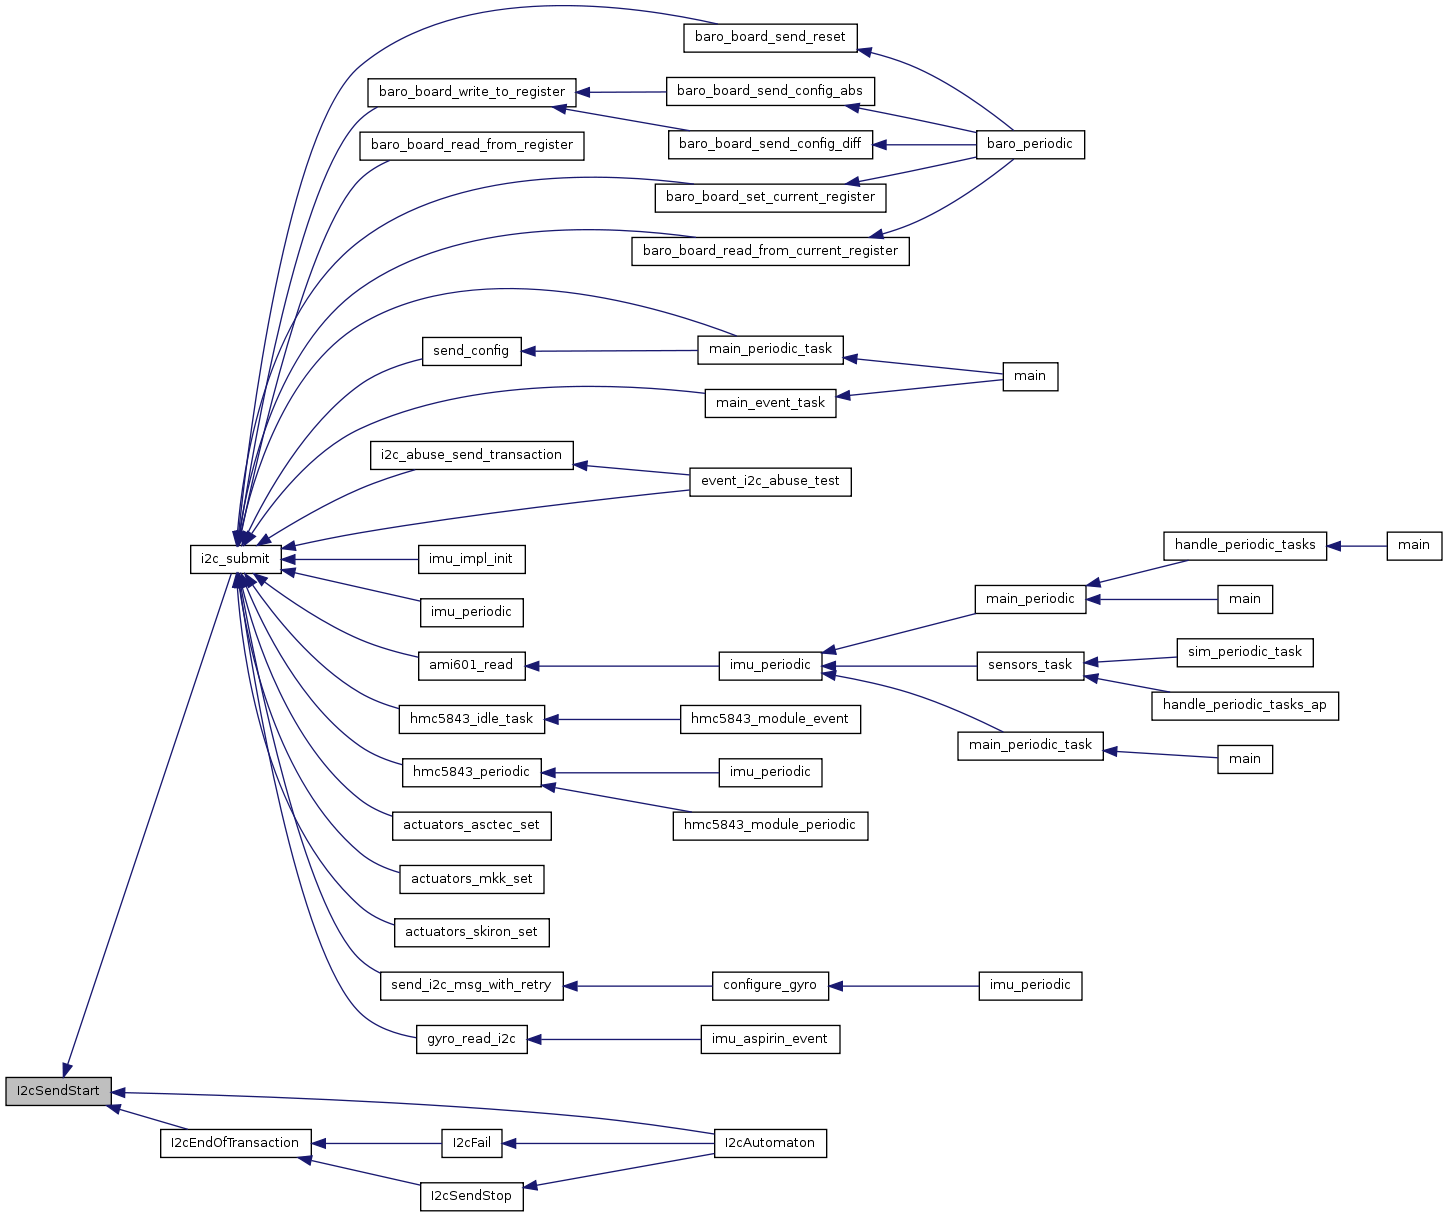 baro_board_send_reset
baro_board_write_to_register
baro_board_send_config_abs
baro_board_read_from_register
baro_board_send_config_diff
baro_periodic
baro_board_set_current_register
baro_board_read_from_current_register
send_config
main_periodic_task
main
main_event_task
i2c_abuse_send_transaction
event_i2c_abuse_test
i2c_submit
imu_impl_init
handle_periodic_tasks
main
imu_periodic
main_periodic
main
ami601_read
imu_periodic
sensors_task
sim_periodic_task
handle_periodic_tasks_ap
hmc5843_idle_task
hmc5843_module_event
main_periodic_task
main
hmc5843_periodic
imu_periodic
actuators_asctec_set
hmc5843_module_periodic
actuators_mkk_set
actuators_skiron_set
send_i2c_msg_with_retry
configure_gyro
imu_periodic
gyro_read_i2c
imu_aspirin_event
I2cSendStart
I2cEndOfTransaction
I2cFail
I2cAutomaton
I2cSendStop